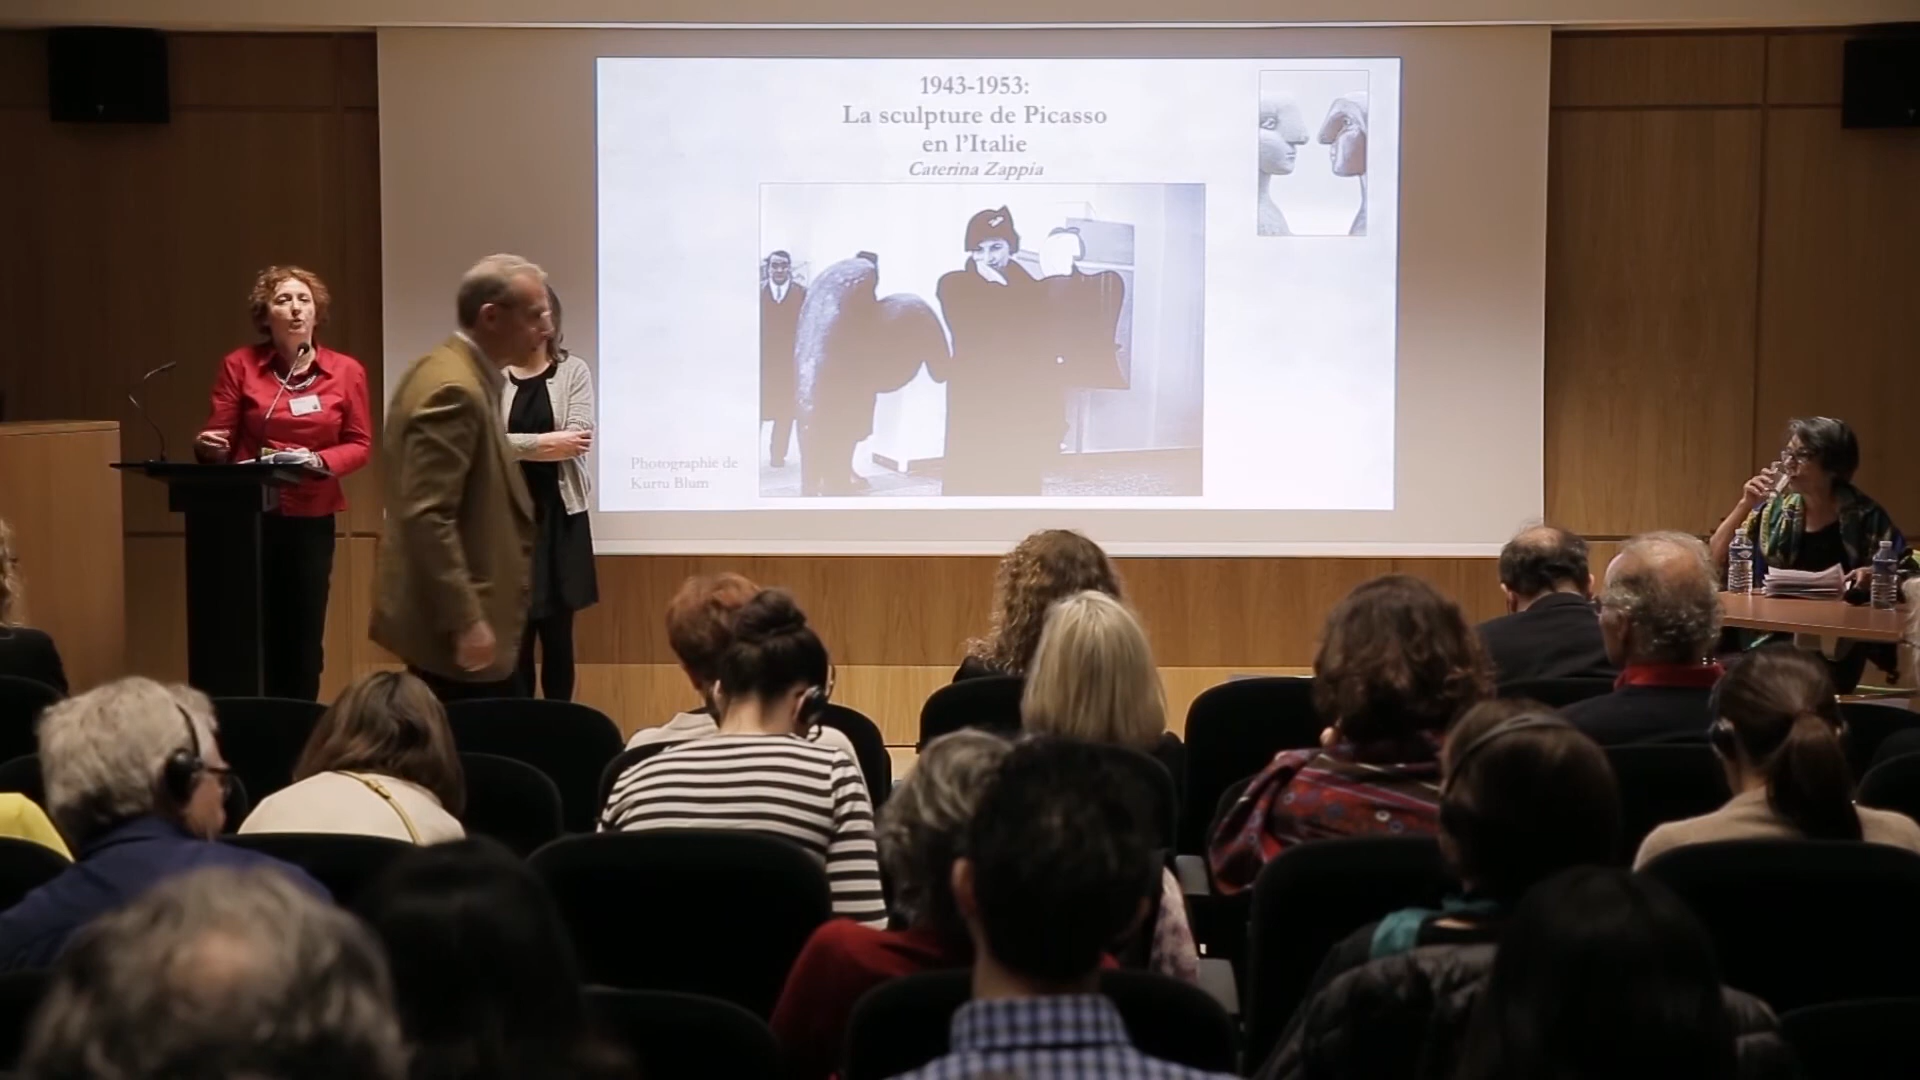 1943-1953:
La sculpture de Picasso
en l'Italie
Caterina Zappia
Photographie de
Kurtu Blum